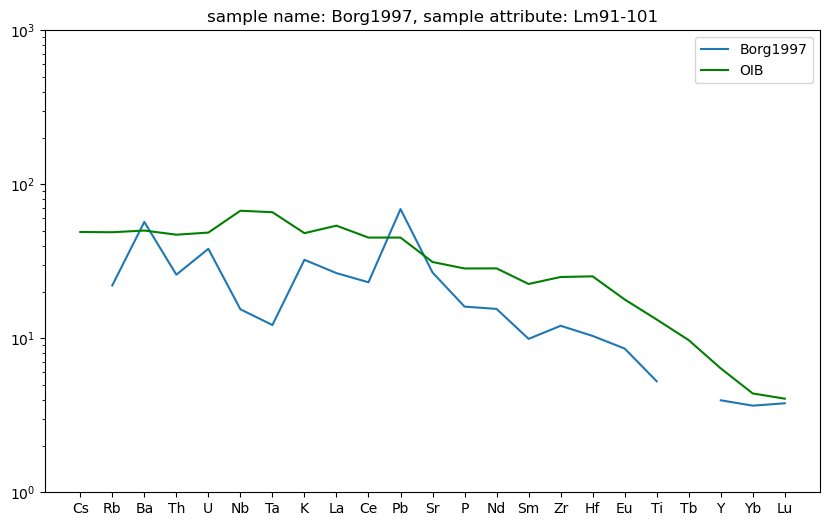 sample name: Borg1997, sample attribute: Lm91-101
10³
Borg1997
OIB
10²
10¹
10⁰
Cs Rb Ba Th U Nb Ta K La Ce Pb Sr P Nd Sm Zr Hf Eu Ti Tb Y Yb Lu